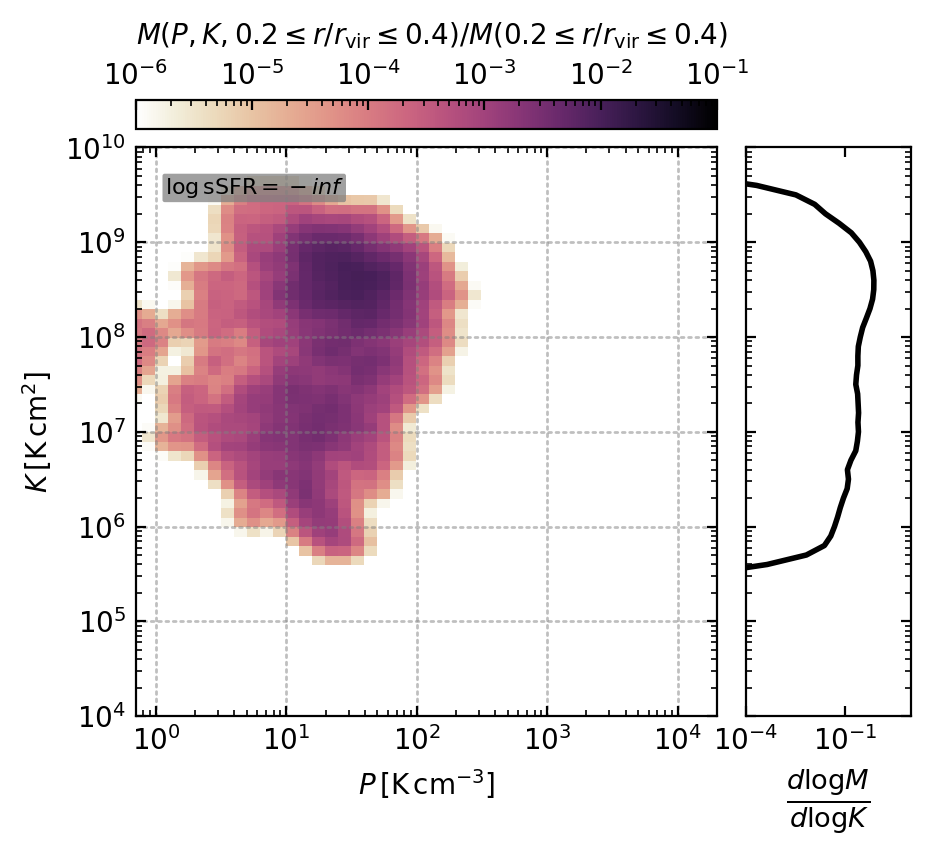 M(P, K, 0.2 ≤ r/r_vir ≤ 0.4)/M(0.2 ≤ r/r_vir ≤ 0.4)
10^−6 10^−5 10^−4 10^−3 10^−2 10^−1
log sSFR = −inf
10^10
10^9
10^8
10^7
10^6
10^5
10^4
K [K cm^2]
10^0 10^1 10^2 10^3 10^4
P [K cm^−3]
10^−4 10^−1
dlogM
dlogK